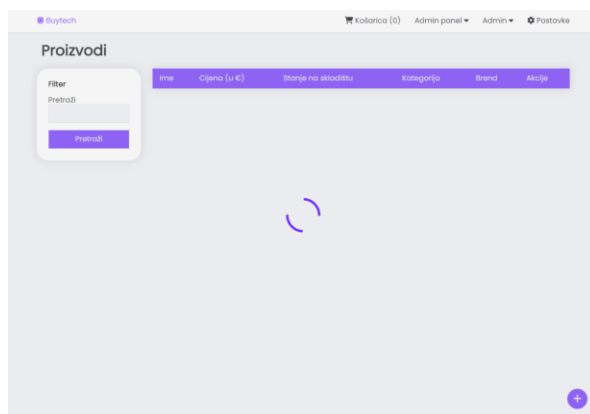 Buytech
Košarica (0) Admin panel Admin Postavke
Proizvodi
Filter
Pretraži
Pretraži
Ime Cijena (u €) Stanje na skladištu Kategorija Brend Akcije
+